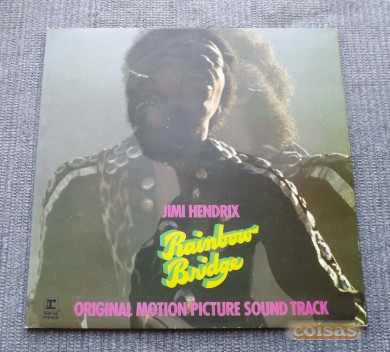 JIMI HENDRIX
Rainbow
Bridge
ORIGINAL MOTION PICTURE SOUND TRACK
coisas